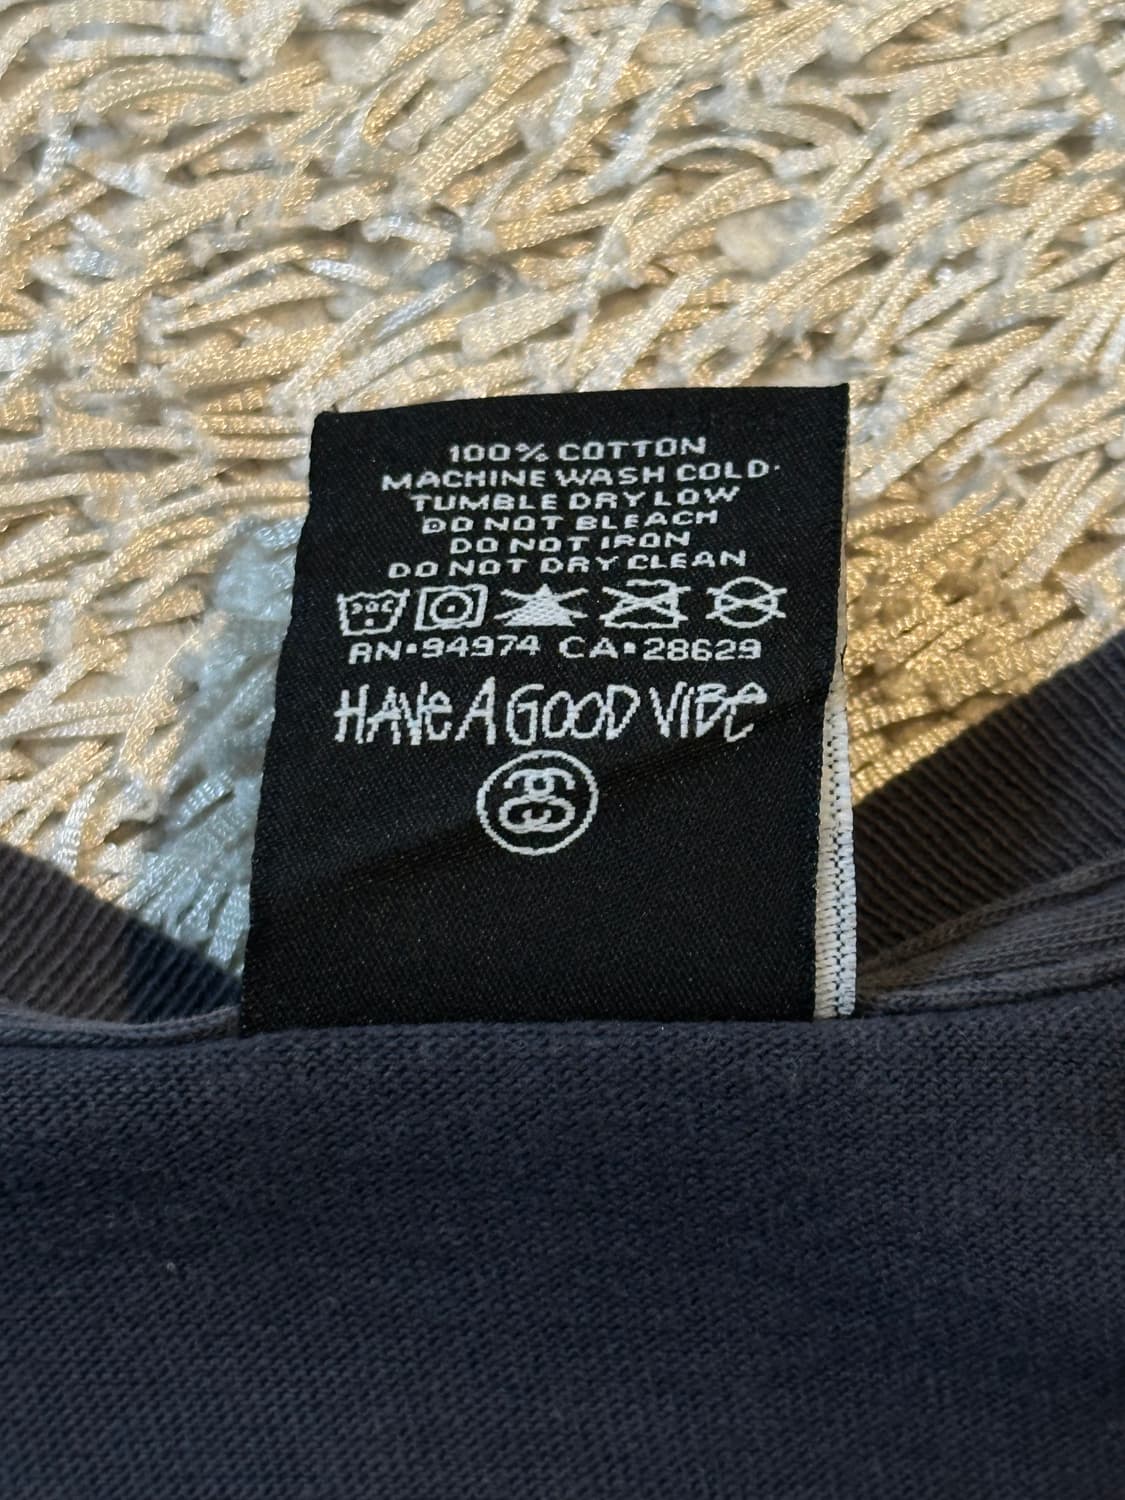 100% COTTON
MACHINE WASH COLD
TUMBLE DRY LOW
DO NOT BLEACH
DO NOT IRON
DO NOT DRY CLEAN
30C
RN•94974 CA•28629
HAVE A GOOD VIBE